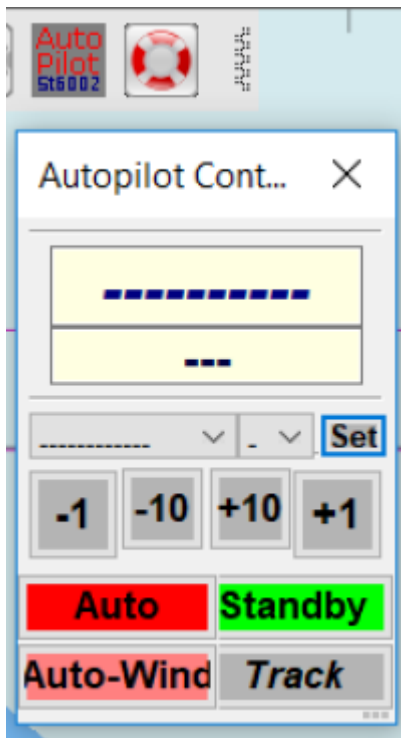 Auto
Pilot
St6002
Autopilot Cont...
----------
---
------------ - Set
-1 -10 +10 +1
Auto Standby
Auto-Wind Track